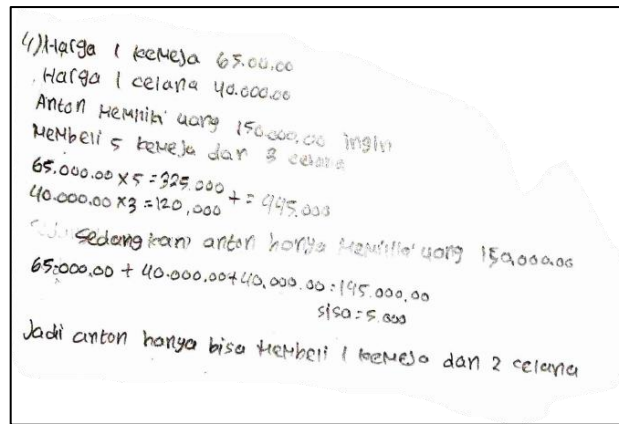 4) Harga 1 kemeja 65.00,00
Harga 1 celana 40.000.00
Anton memiliki uang 150.000,00 ingin
membeli 5 kemeja dan 3 celana
65.000.00 x 5 = 325.000
40.000.00 x 3 = 120,000 + = 445.000
sedangkan anton hanya memiliki uang 150,000.00
65.000,00 + 40.000,00 + 40,000.00 = 145.000,00
sisa = 5.000
Jadi anton hanya bisa membeli 1 kemeja dan 2 celana